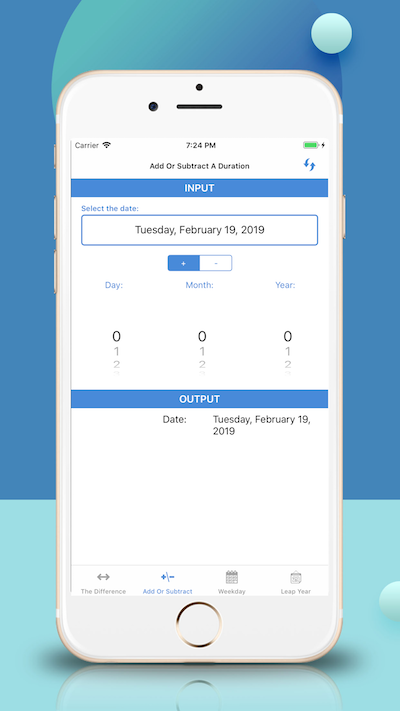 Carrier 7:24 PM
Add Or Subtract A Duration
INPUT
Select the date:
Tuesday, February 19, 2019
+ -
Day: Month: Year:
0 0 0
1 1 1
2 2 2
OUTPUT
Date: Tuesday, February 19,
2019
The Difference Add Or Subtract Weekday Leap Year